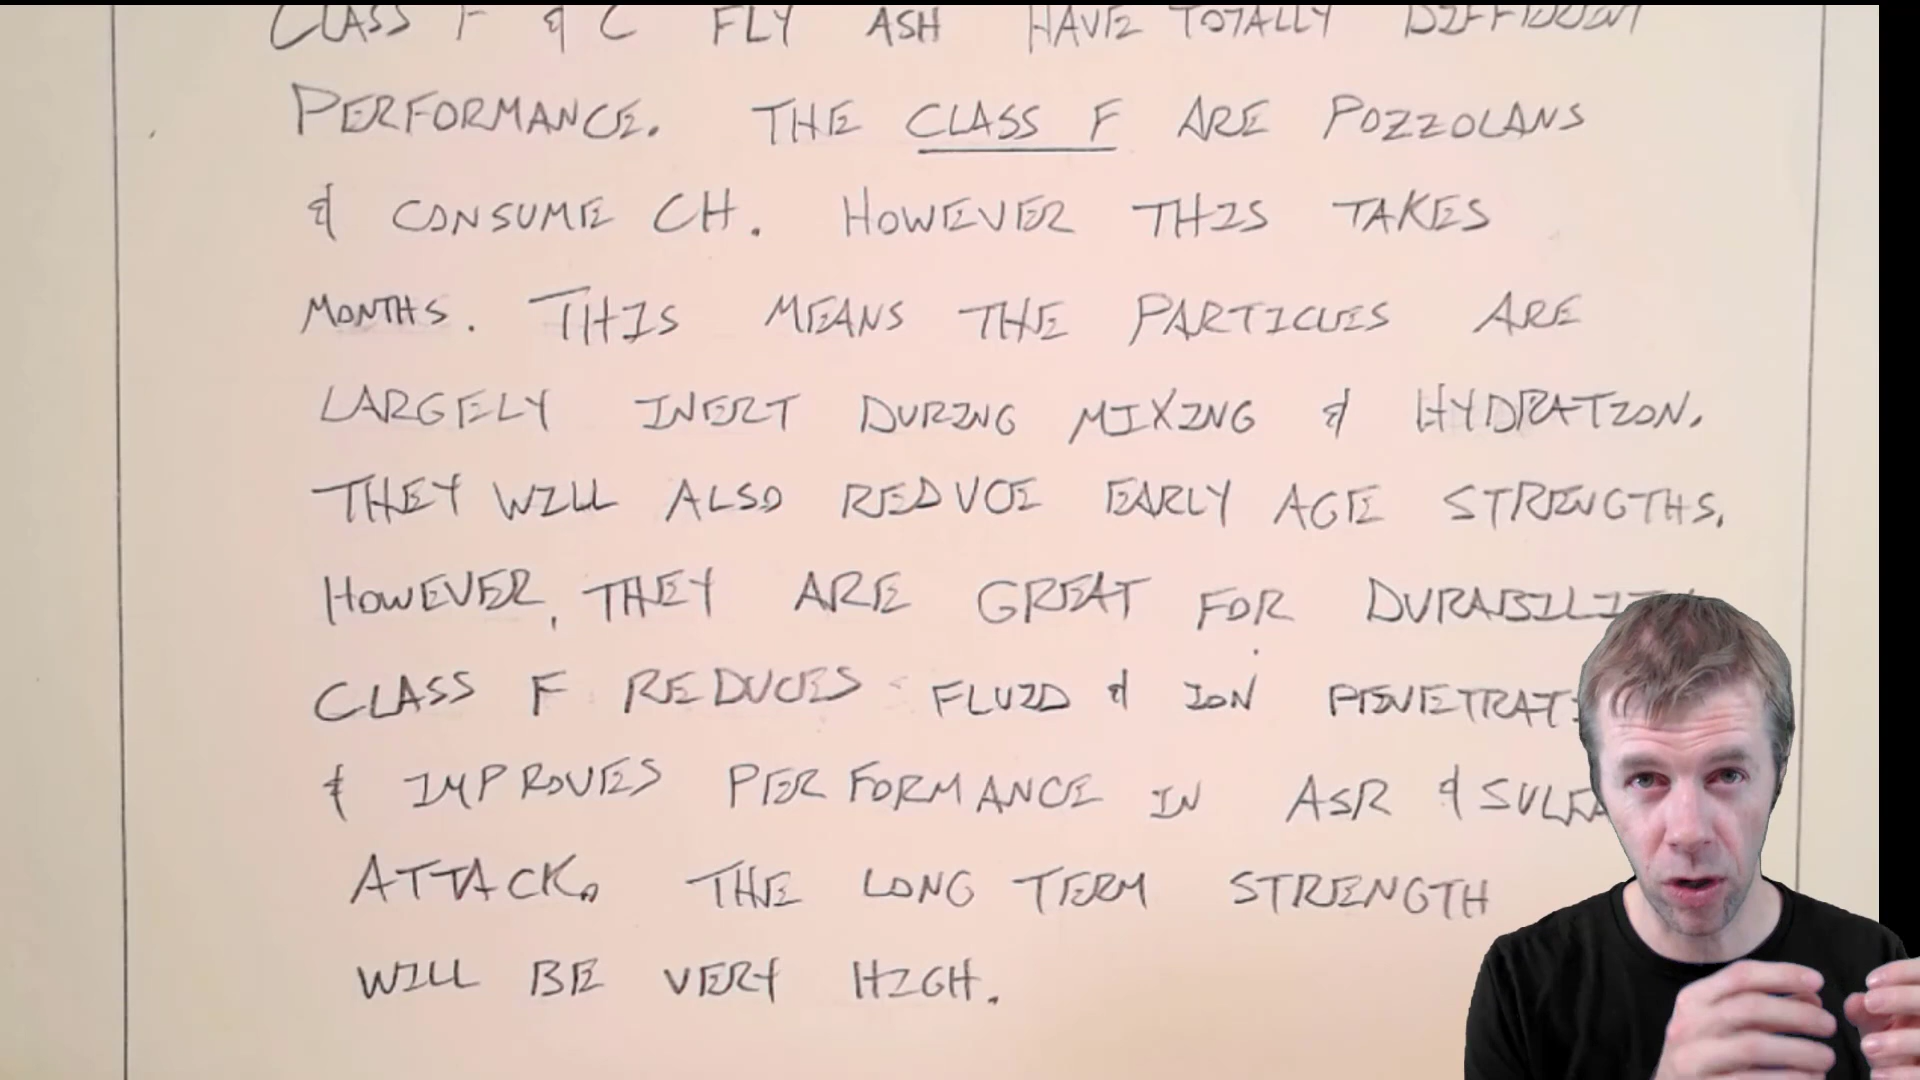 CLASS F & C FLY ASH HAVE TOTALLY DIFFERENT
PERFORMANCE. THE CLASS F ARE POZZOLANS
& CONSUME CH. HOWEVER THIS TAKES
MONTHS. THIS MEANS THE PARTICLES ARE
LARGELY INERT DURING MIXING & HYDRATION.
THEY WILL ALSO REDUCE EARLY AGE STRENGTHS.
HOWEVER, THEY ARE GREAT FOR
CLASS F REDUCES FLUID & ION
& IMPROVES PERFORMANCE IN ASR &
ATTACK. THE LONG TERM STRENGTH
WILL BE VERY HIGH.